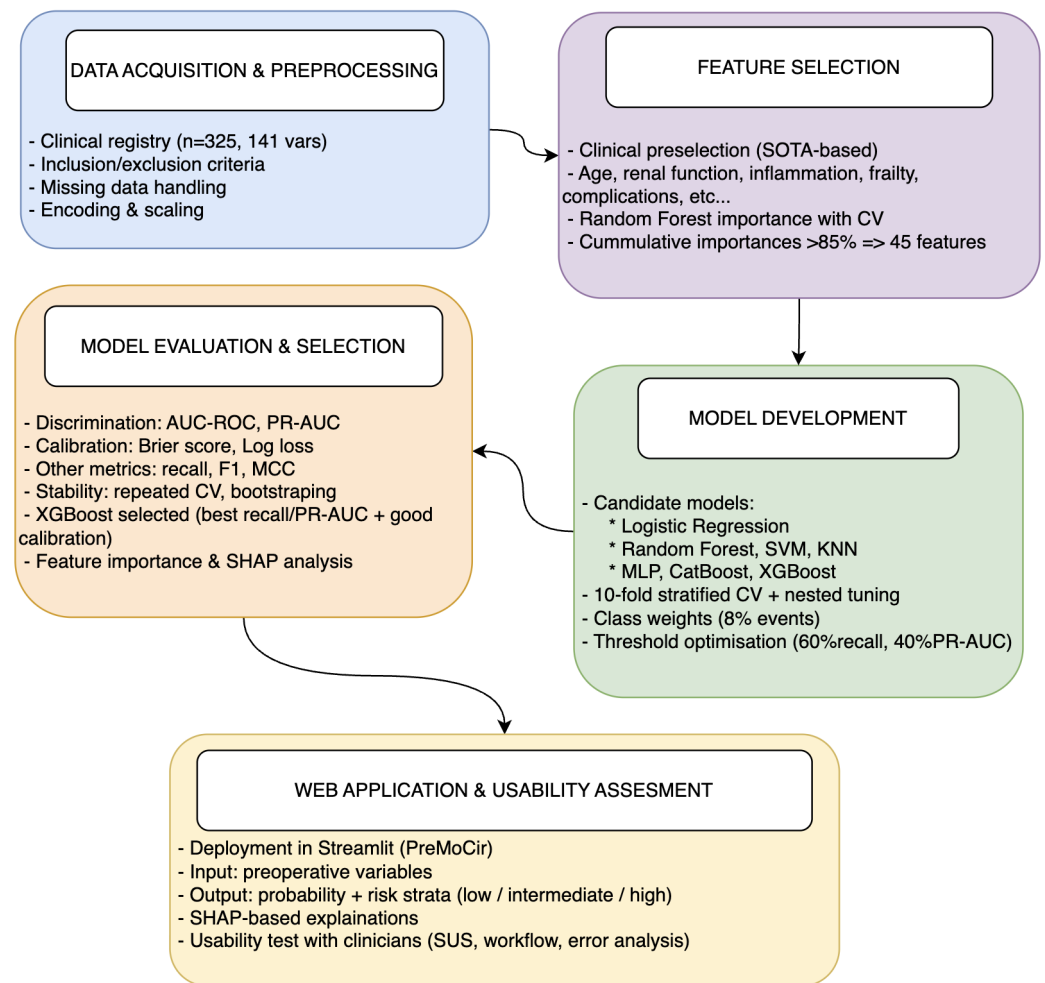 DATA ACQUISITION & PREPROCESSING
- Clinical registry (n=325, 141 vars)
- Inclusion/exclusion criteria
- Missing data handling
- Encoding & scaling
FEATURE SELECTION
- Clinical preselection (SOTA-based)
- Age, renal function, inflammation, frailty,
complications, etc...
- Random Forest importance with CV
- Cummulative importances >85% => 45 features
MODEL DEVELOPMENT
- Candidate models:
* Logistic Regression
* Random Forest, SVM, KNN
* MLP, CatBoost, XGBoost
- 10-fold stratified CV + nested tuning
- Class weights (8% events)
- Threshold optimisation (60%recall, 40%PR-AUC)
MODEL EVALUATION & SELECTION
- Discrimination: AUC-ROC, PR-AUC
- Calibration: Brier score, Log loss
- Other metrics: recall, F1, MCC
- Stability: repeated CV, bootstraping
- XGBoost selected (best recall/PR-AUC + good
calibration)
- Feature importance & SHAP analysis
WEB APPLICATION & USABILITY ASSESMENT
- Deployment in Streamlit (PreMoCir)
- Input: preoperative variables
- Output: probability + risk strata (low / intermediate / high)
- SHAP-based explainations
- Usability test with clinicians (SUS, workflow, error analysis)